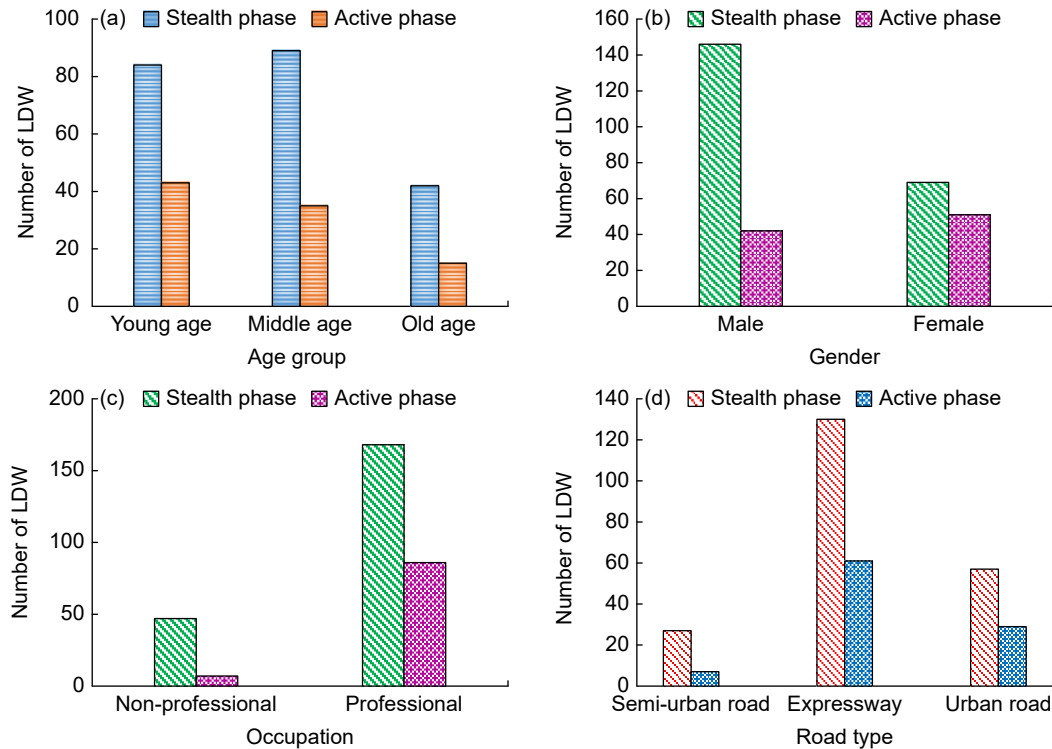 (a) Stealth phase Active phase
100
80
60
40
20
0
Number of LDW
Young age Middle age Old age
Age group
(b) Stealth phase Active phase
160
140
120
100
80
60
40
20
0
Number of LDW
Male Female
Gender
(c) Stealth phase Active phase
200
150
100
50
0
Number of LDW
Non-professional Professional
Occupation
(d) Stealth phase Active phase
140
120
100
80
60
40
20
0
Number of LDW
Semi-urban road Expressway Urban road
Road type